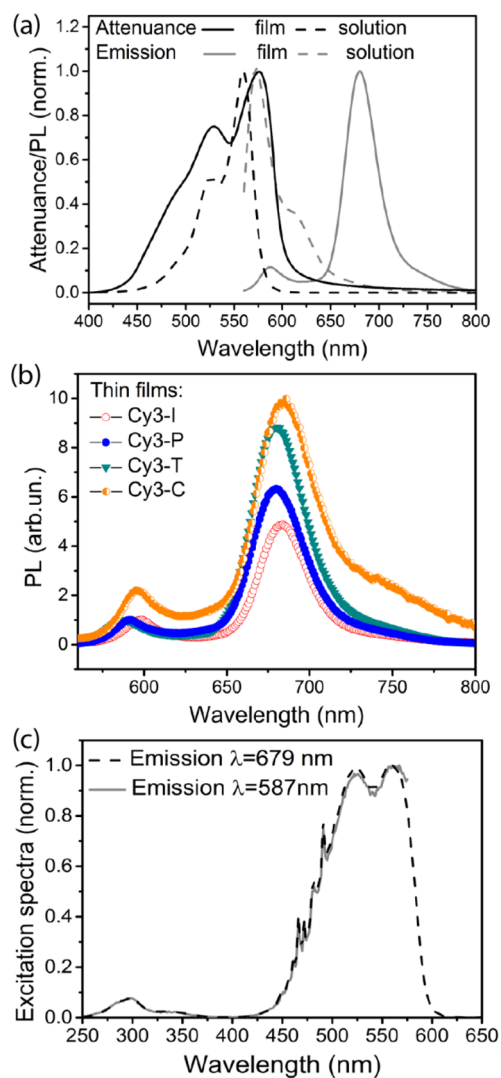 (a)
Attenuance — film – – solution
Emission — film – – solution
1.2
1.0
0.8
0.6
0.4
0.2
0.0
Attenuance/PL (norm.)
400 450 500 550 600 650 700 750 800
Wavelength (nm)
(b)
Thin films:
Cy3-I
Cy3-P
Cy3-T
Cy3-C
10
8
6
4
2
0
PL (arb.un.)
600 650 700 750 800
Wavelength (nm)
(c)
Emission λ=679 nm
Emission λ=587nm
1.0
0.8
0.6
0.4
0.2
0.0
Excitation spectra (norm.)
250 300 350 400 450 500 550 600 650
Wavelength (nm)